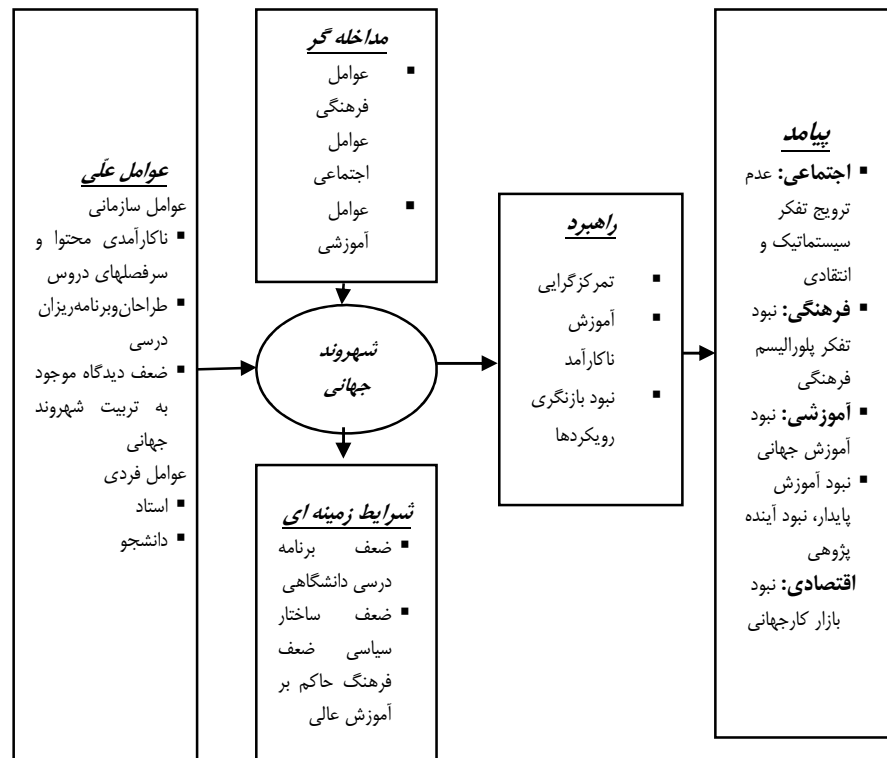 مداخله گر
▪ عوامل
فرهنگی
عوامل
اجتماعی
▪ عوامل
آموزشی
عوامل علّی
عوامل سازمانی
▪ ناکارآمدی محتوا و
سرفصلهای دروس
▪ طراحان‌وبرنامه‌ریزان
درسی
▪ ضعف دیدگاه موجود
به تربیت شهروند
جهانی
عوامل فردی
▪ استاد
▪ دانشجو
شهروند
جهانی
شرایط زمینه ای
▪ ضعف برنامه
درسی دانشگاهی
▪ ضعف ساختار
سیاسی ضعف
فرهنگ حاکم بر
آموزش عالی
راهبرد
▪ تمرکزگرایی
▪ آموزش
ناکارآمد
▪ نبود بازنگری
رویکردها
پیامد
▪ اجتماعی: عدم
ترویج تفکر
سیستماتیک و
انتقادی
▪ فرهنگی: نبود
تفکر پلورالیسم
فرهنگی
▪ آموزشی: نبود
آموزش جهانی
▪ نبود آموزش
پایدار، نبود آینده
پژوهی
اقتصادی: نبود
بازار کارجهانی